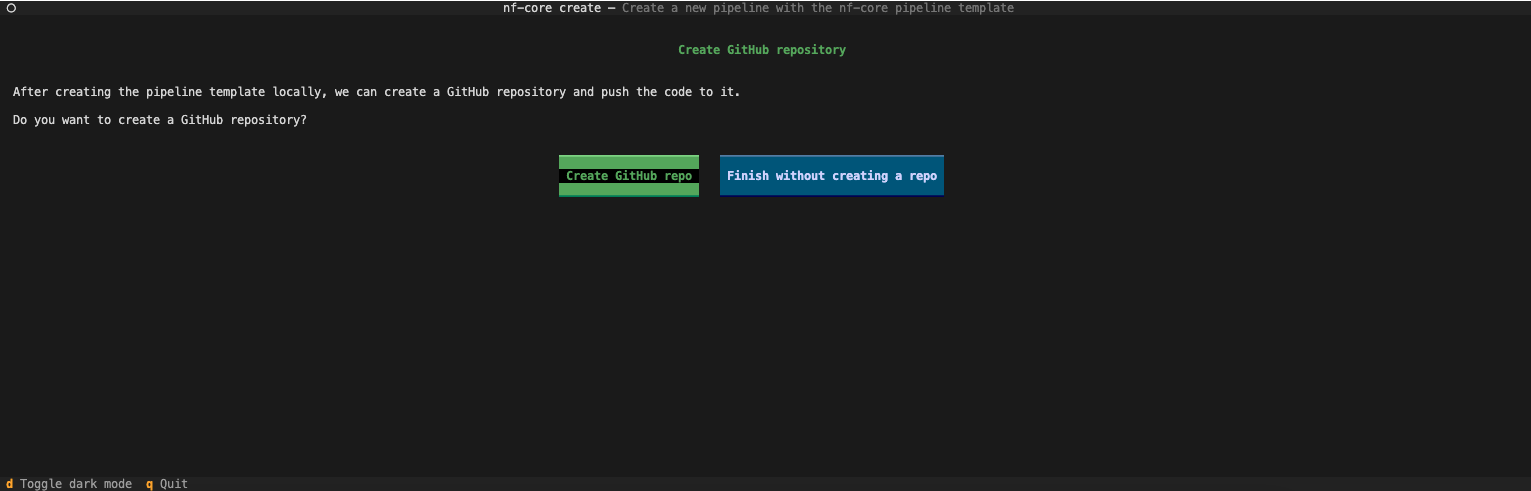 nf-core create — Create a new pipeline with the nf-core pipeline template
Create GitHub repository
After creating the pipeline template locally, we can create a GitHub repository and push the code to it.
Do you want to create a GitHub repository?
Create GitHub repo Finish without creating a repo
d Toggle dark mode q Quit